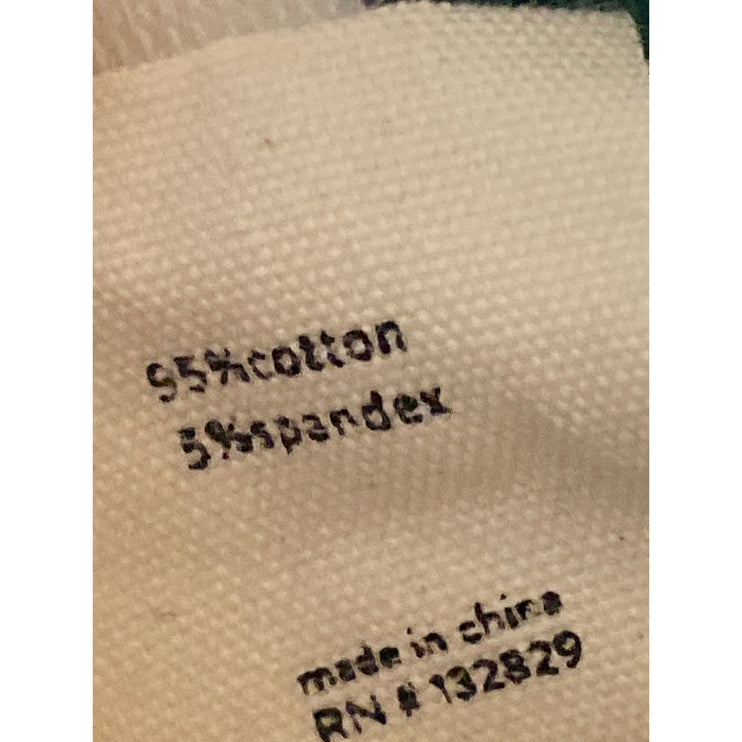 95%cotton
5%spandex
made in china
RN # 132829